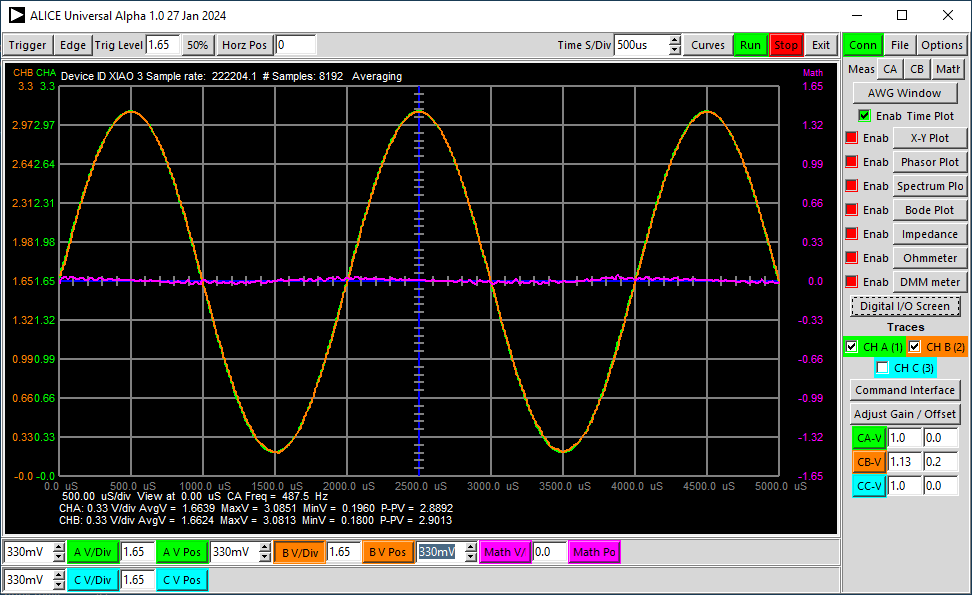 ALICE Universal Alpha 1.0 27 Jan 2024
Trigger Edge Trig Level 1.65 50% Horz Pos 0 Time S/Div 500us Curves Run Stop Exit Conn File Options
Meas CA CB Math
AWG Window
Enab Time Plot
Enab X-Y Plot
Enab Phasor Plot
Enab Spectrum Plo
Enab Bode Plot
Enab Impedance
Enab Ohmmeter
Enab DMM meter
Digital I/O Screen
Traces
CH A (1) CH B (2)
CH C (3)
Command Interface
Adjust Gain / Offset
CA-V 1.0 0.0
CB-V 1.13 0.2
CC-V 1.0 0.0
CHB CHA Device ID XIAO 3 Sample rate: 222204.1 # Samples: 8192 Averaging Math
3.3 3.3 1.65
2.972.97 1.32
2.642.64 0.99
2.312.31 0.66
1.981.98 0.33
1.651.65 0.0
1.321.32 -0.33
0.990.99 -0.66
0.660.66 -0.99
0.330.33 -1.32
-0.0 -0.0 -1.65
0.0 uS 500.0 uS 1000.0 uS 1500.0 uS 2000.0 uS 2500.0 uS 3000.0 uS 3500.0 uS 4000.0 uS 4500.0 uS 5000.0 uS
500.00 uS/div View at 0.00 uS CA Freq = 487.5 Hz
CHA: 0.33 V/div AvgV = 1.6639 MaxV = 3.0851 MinV = 0.1960 P-PV = 2.8892
CHB: 0.33 V/div AvgV = 1.6624 MaxV = 3.0813 MinV = 0.1800 P-PV = 2.9013
330mV A V/Div 1.65 A V Pos 330mV B V/Div 1.65 B V Pos 330mV Math V/ 0.0 Math Po
330mV C V/Div 1.65 C V Pos